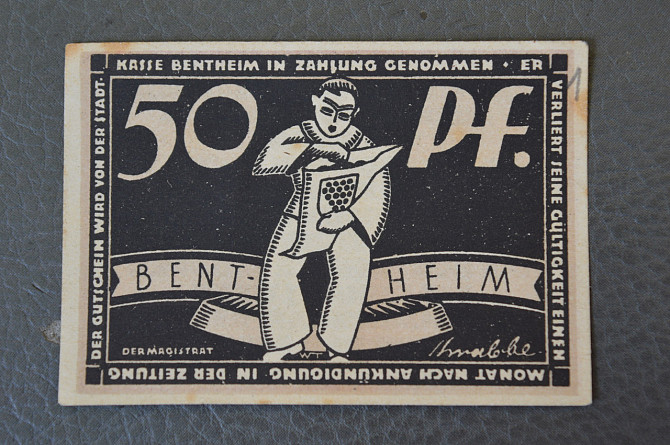 DER GUTSCHEIN WIRD VON DER STADT-
KASSE BENTHEIM IN ZAHLUNG GENOMMEN • ER
VERLIERT SEINE GÜLTIGKEIT EINEN
MONAT NACH ANKÜNDIGUNG IN DER ZEITUNG
1
50 Pf.
BENT-HEIM
DER MAGISTRAT
WT